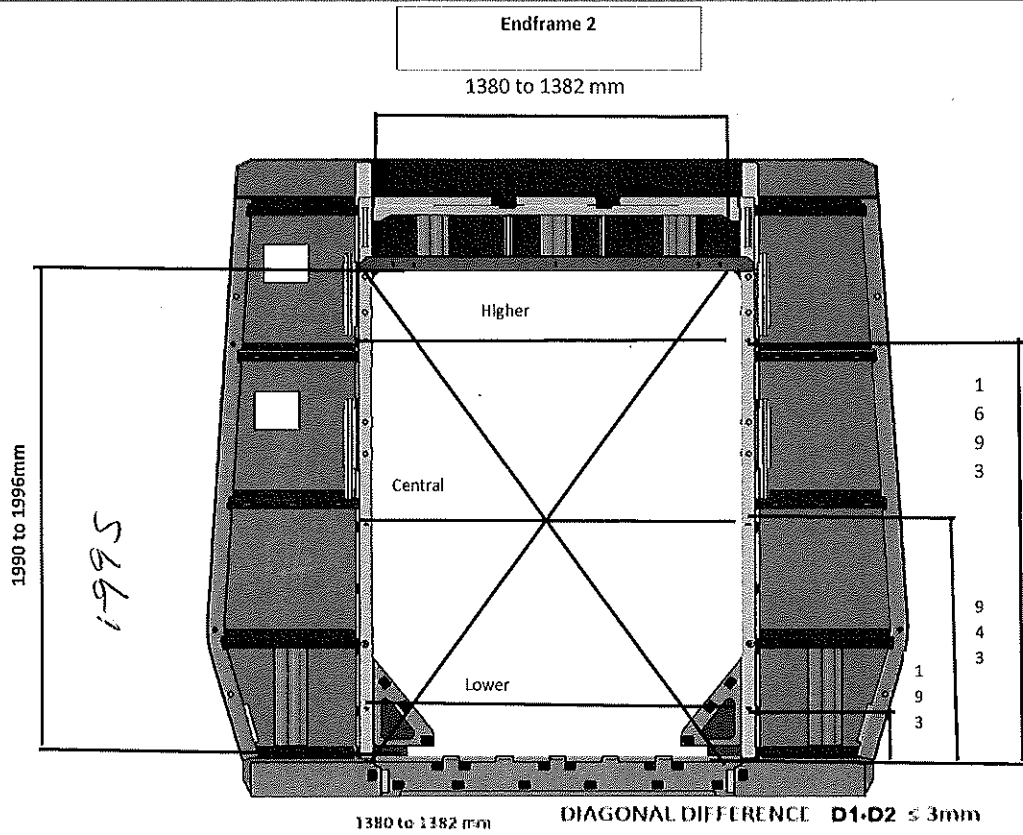 Endframe 2
1380 to 1382 mm
Higher
1
6
9
3
Central
1990 to 1996mm
1995
9
4
3
Lower
1
9
3
1380 to 1382 mm
DIAGONAL DIFFERENCE D1-D2 ≤ 3mm